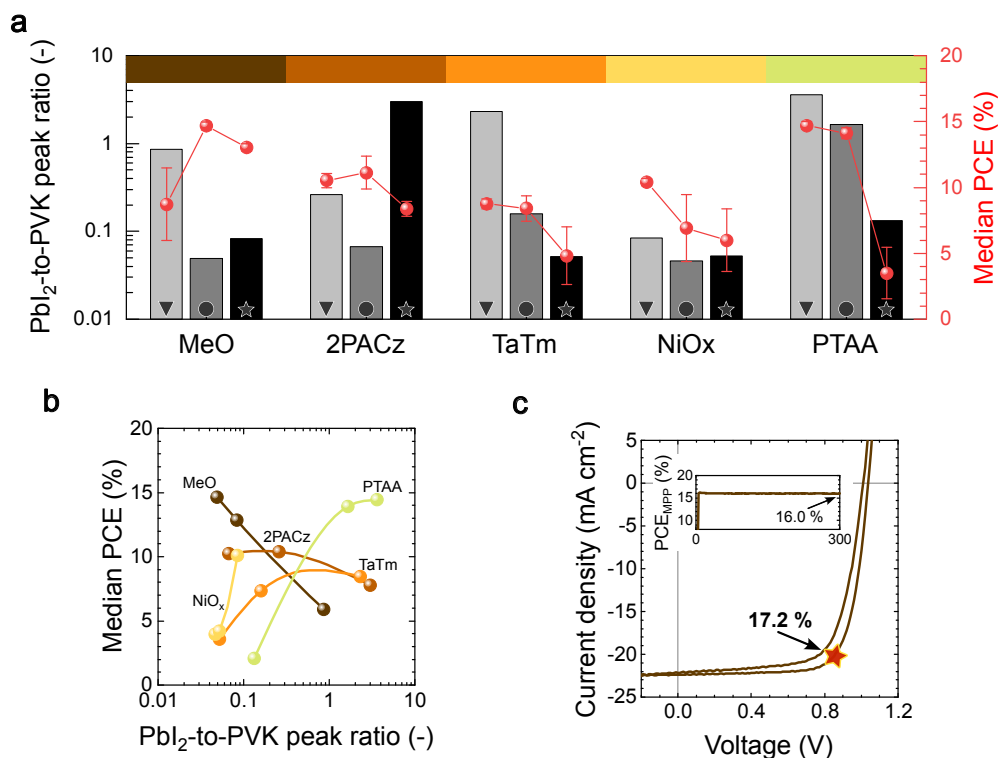 a
PbI₂-to-PVK peak ratio (-)
10
1
0.1
0.01
20
15
10
5
0
Median PCE (%)
MeO 2PACz TaTm NiOx PTAA
b
Median PCE (%)
20
15
10
5
0
MeO
PTAA
2PACz
TaTm
NiOₓ
0.01 0.1 1 10
PbI₂-to-PVK peak ratio (-)
c
Current density (mA cm⁻²)
5
0
-5
-10
-15
-20
-25
PCE_MPP (%)
20
15
10
16.0 %
0 300
17.2 %
0.0 0.4 0.8 1.2
Voltage (V)